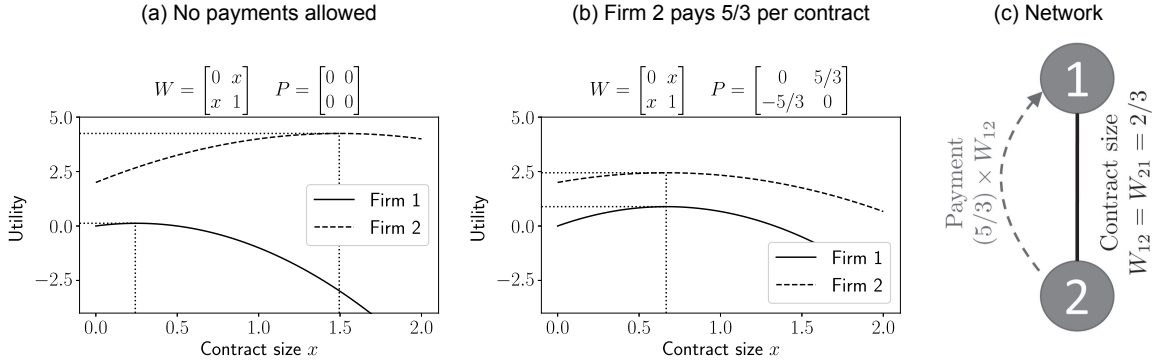 (a) No payments allowed
W = [0 x
x 1] P = [0 0
0 0]
5.0
2.5
0.0
−2.5
Utility
Firm 1
Firm 2
0.0 0.5 1.0 1.5 2.0
Contract size x
(b) Firm 2 pays 5/3 per contract
W = [0 x
x 1] P = [0 5/3
−5/3 0]
5.0
2.5
0.0
−2.5
Utility
Firm 1
Firm 2
0.0 0.5 1.0 1.5 2.0
Contract size x
(c) Network
1
2
Payment
(5/3) × W₁₂
Contract size
W₁₂ = W₂₁ = 2/3